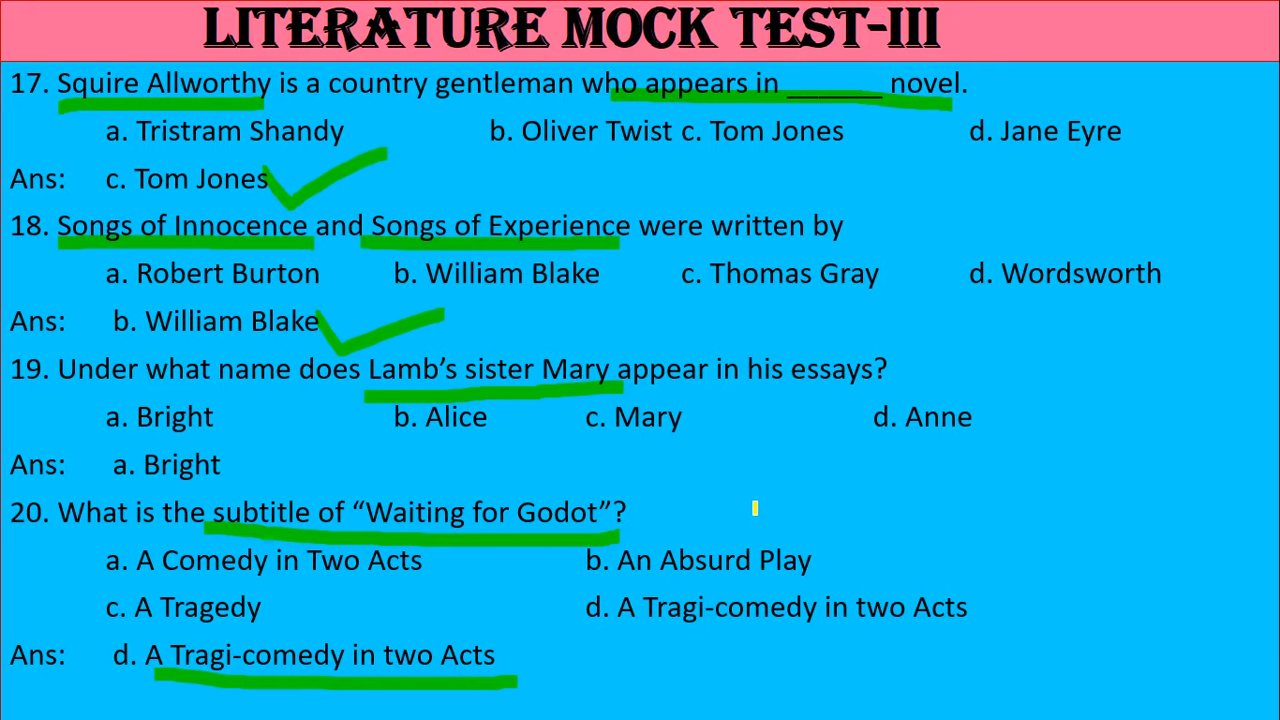 LITERATURE MOCK TEST-III
17. Squire Allworthy is a country gentleman who appears in ______ novel.
a. Tristram Shandy b. Oliver Twist c. Tom Jones d. Jane Eyre
Ans: c. Tom Jones
18. Songs of Innocence and Songs of Experience were written by
a. Robert Burton b. William Blake c. Thomas Gray d. Wordsworth
Ans: b. William Blake
19. Under what name does Lamb’s sister Mary appear in his essays?
a. Bright b. Alice c. Mary d. Anne
Ans: a. Bright
20. What is the subtitle of “Waiting for Godot”?
a. A Comedy in Two Acts b. An Absurd Play
c. A Tragedy d. A Tragi-comedy in two Acts
Ans: d. A Tragi-comedy in two Acts